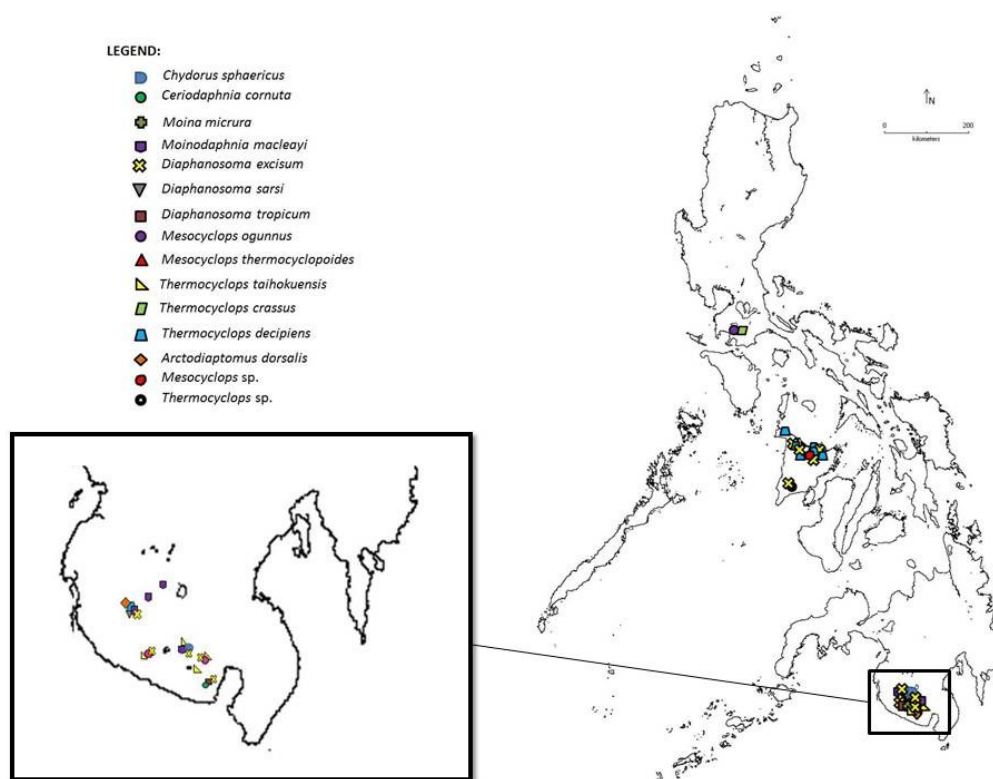 LEGEND:
Chydorus sphaericus
Ceriodaphnia cornuta
Moina micrura
Moinodaphnia macleayi
Diaphanosoma excisum
Diaphanosoma sarsi
Diaphanosoma tropicum
Mesocyclops ogunnus
Mesocyclops thermocyclopoides
Thermocyclops taihokuensis
Thermocyclops crassus
Thermocyclops decipiens
Arctodiaptomus dorsalis
Mesocyclops sp.
Thermocyclops sp.
N
0 200
kilometers